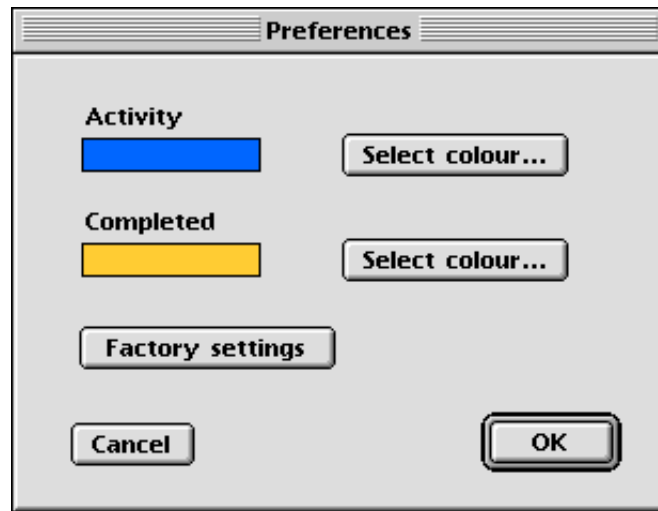 Preferences
Activity
Select colour...
Completed
Select colour...
Factory settings
Cancel
OK